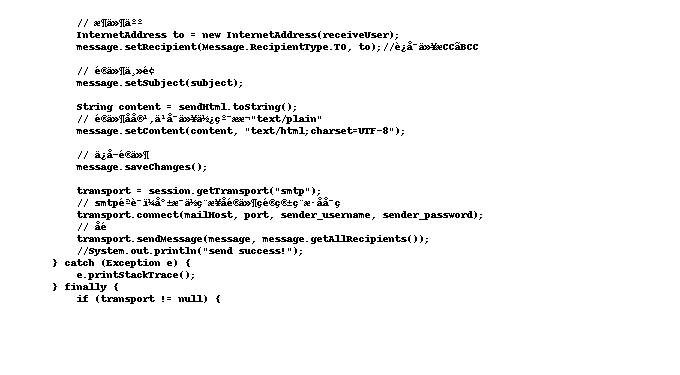 // æ¶ä»¶äºº
InternetAddress to = new InternetAddress(receiveUser);
message.setRecipient(Message.RecipientType.TO, to);//è¿å¯ä»¥æCCãBCC
// é®ä»¶ä¸»é¢
message.setSubject(subject);
String content = sendHtml.toString();
// é®ä»¶åå®¹,ä¹å¯ä»¥ä½¿ç¨çº¯ææ¬"text/plain"
message.setContent(content, "text/html;charset=UTF-8");
// ä¿å­é®ä»¶
message.saveChanges();
transport = session.getTransport("smtp");
// smtpéªè¯ï¼å°±æ¯ä½ç¨æ¥åéé®ä»¶çé®ç®±ç¨æ·åå¯ç
transport.connect(mailHost, port, sender_username, sender_password);
// åé
transport.sendMessage(message, message.getAllRecipients());
//System.out.println("send success!");
} catch (Exception e) {
e.printStackTrace();
} finally {
if (transport != null) {